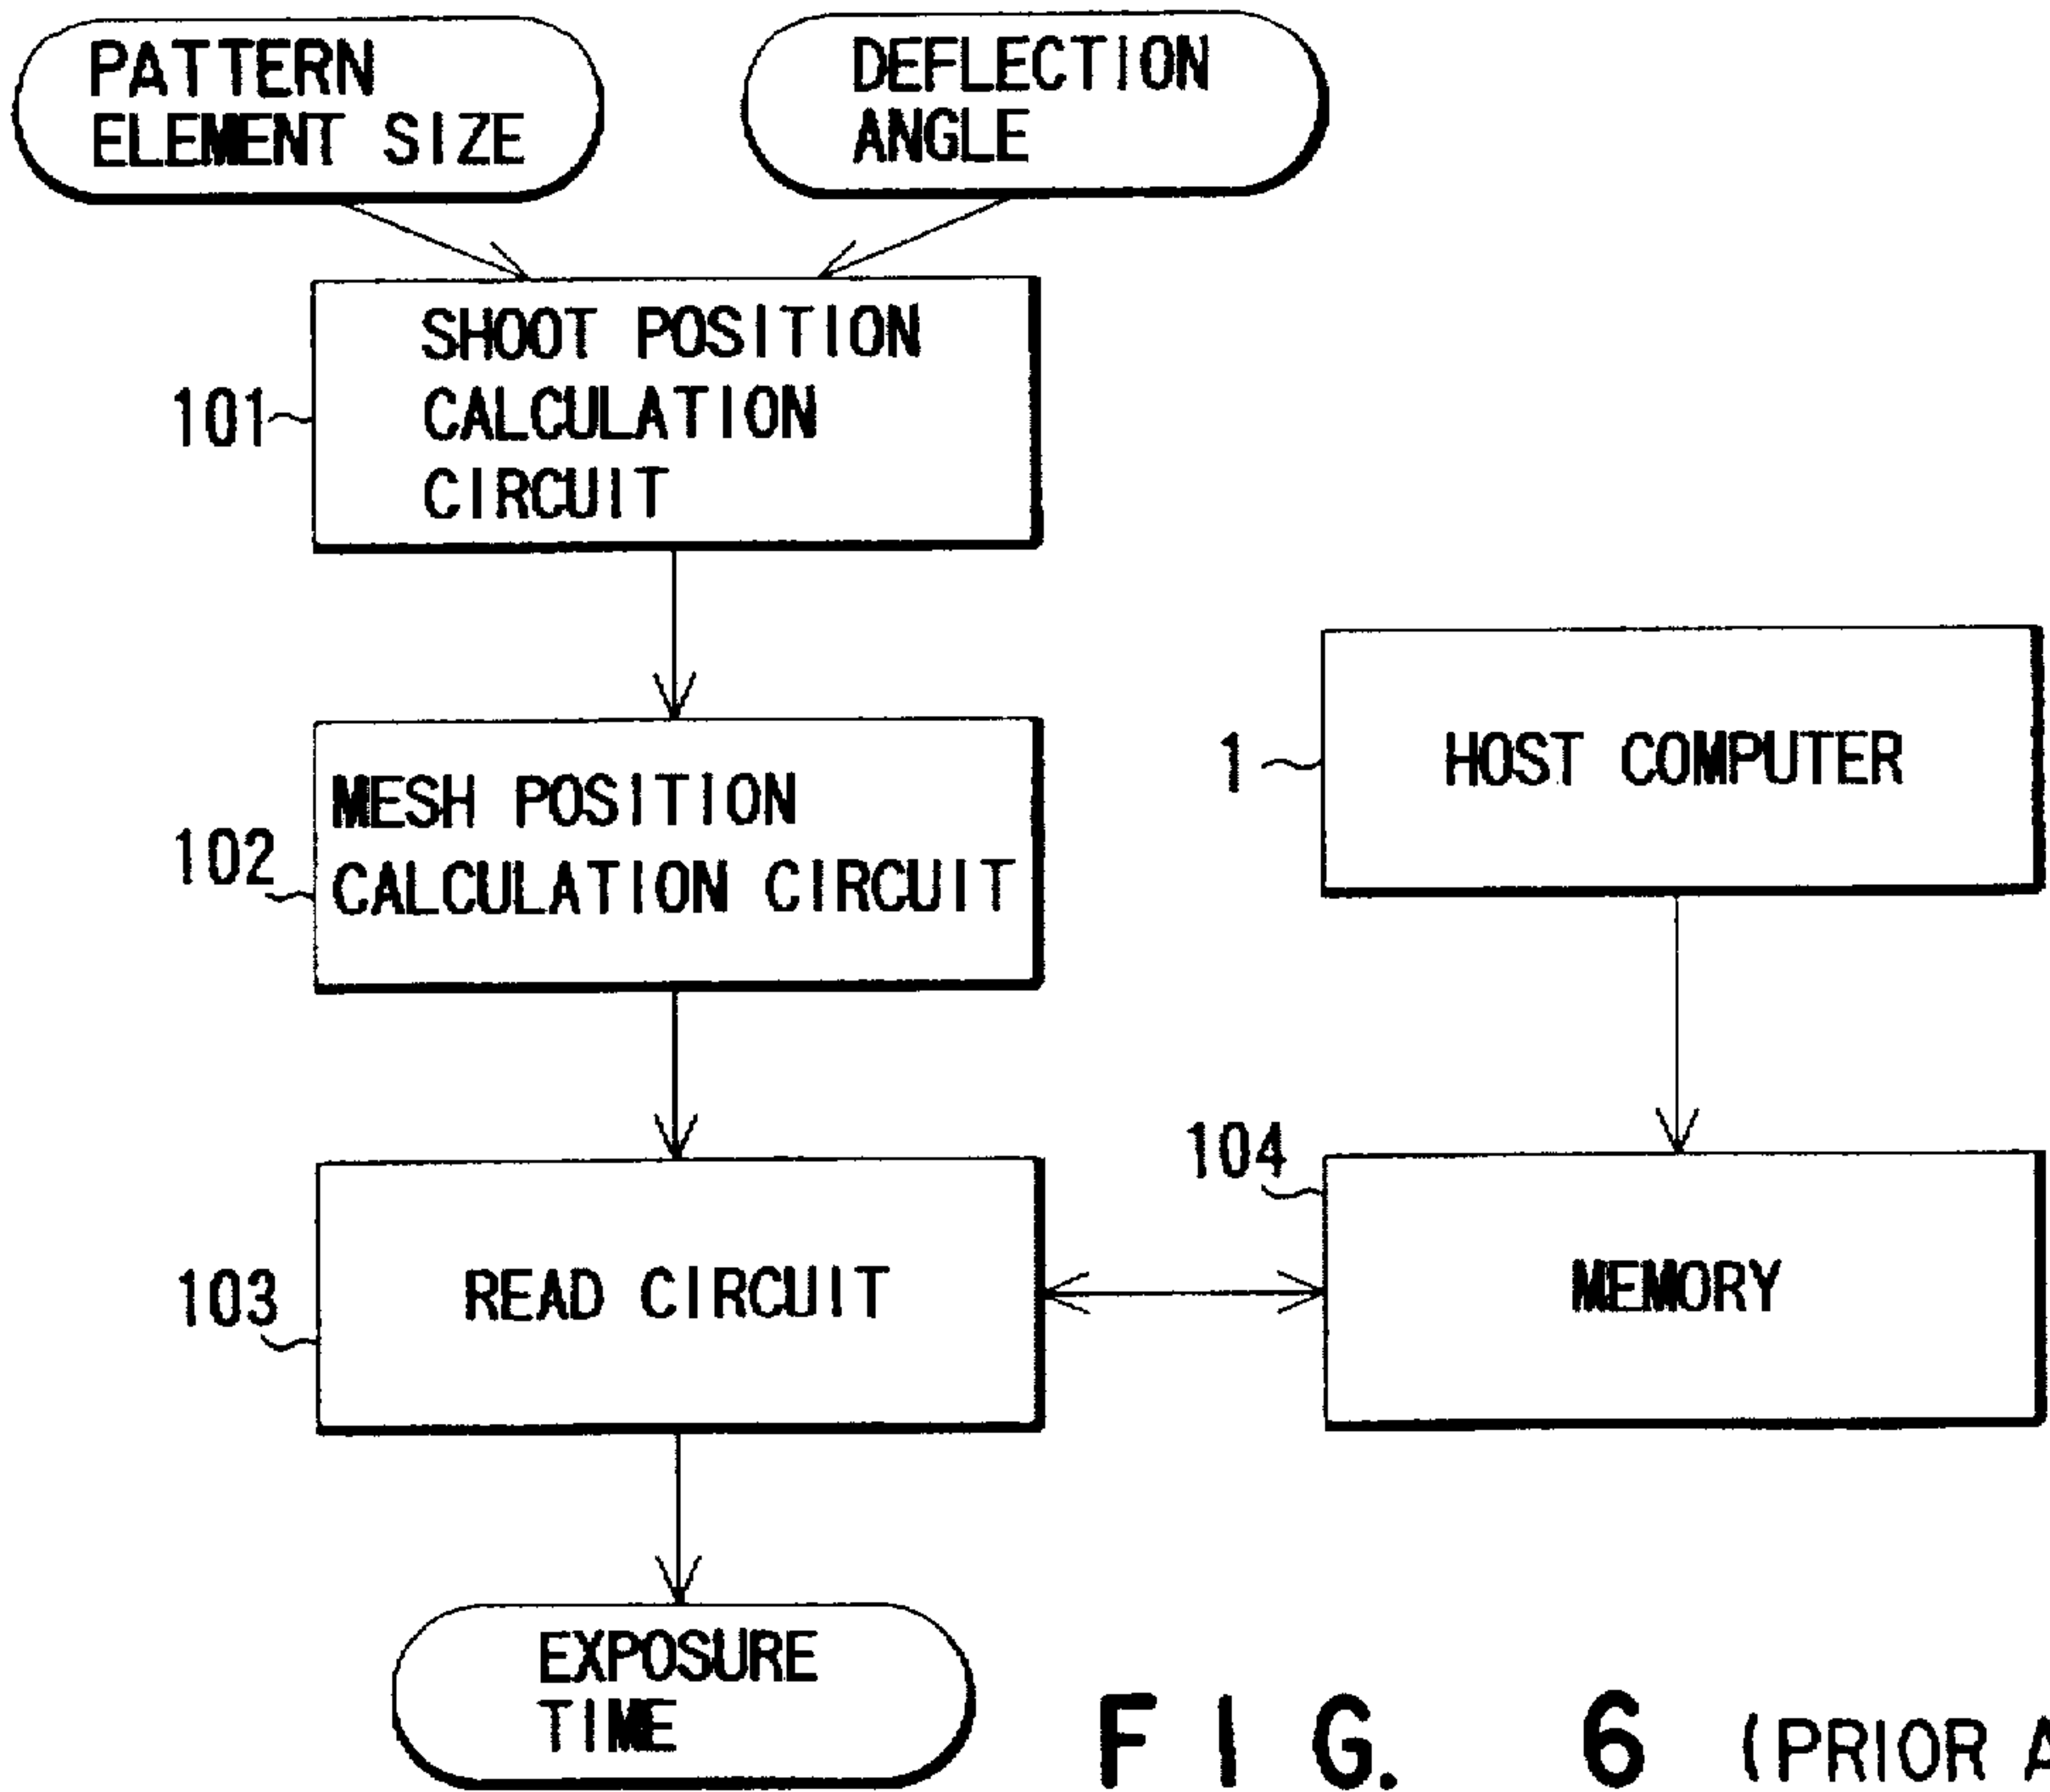 PATTERN
ELEMENT SIZE
DEFLECTION
ANGLE
SHOOT POSITION
CALCULATION
CIRCUIT
101
MESH POSITION
CALCULATION CIRCUIT
102
1
HOST COMPUTER
READ CIRCUIT
103
104
MEMORY
EXPOSURE
TIME
FIG. 6 (PRIOR A